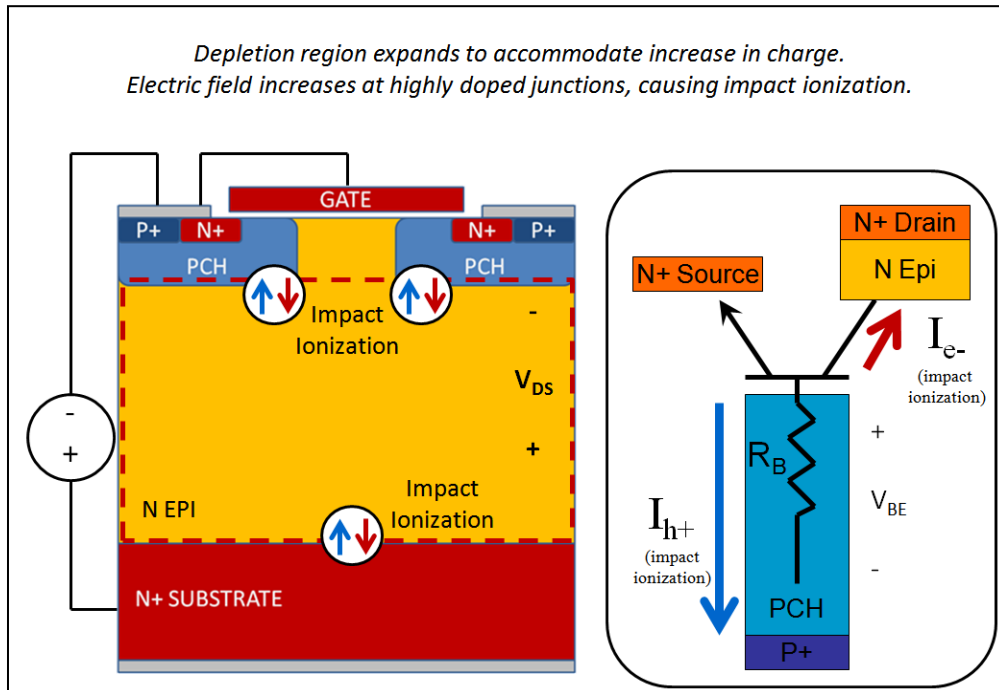 Depletion region expands to accommodate increase in charge.
Electric field increases at highly doped junctions, causing impact ionization.
GATE
P+ N+ N+ P+
PCH PCH
Impact
Ionization
-
V_DS
+
-
+
N EPI
Impact
Ionization
N+ SUBSTRATE
N+ Drain
N Epi
N+ Source
I_e-
(impact
ionization)
R_B
+
V_BE
-
I_h+
(impact
ionization)
PCH
P+